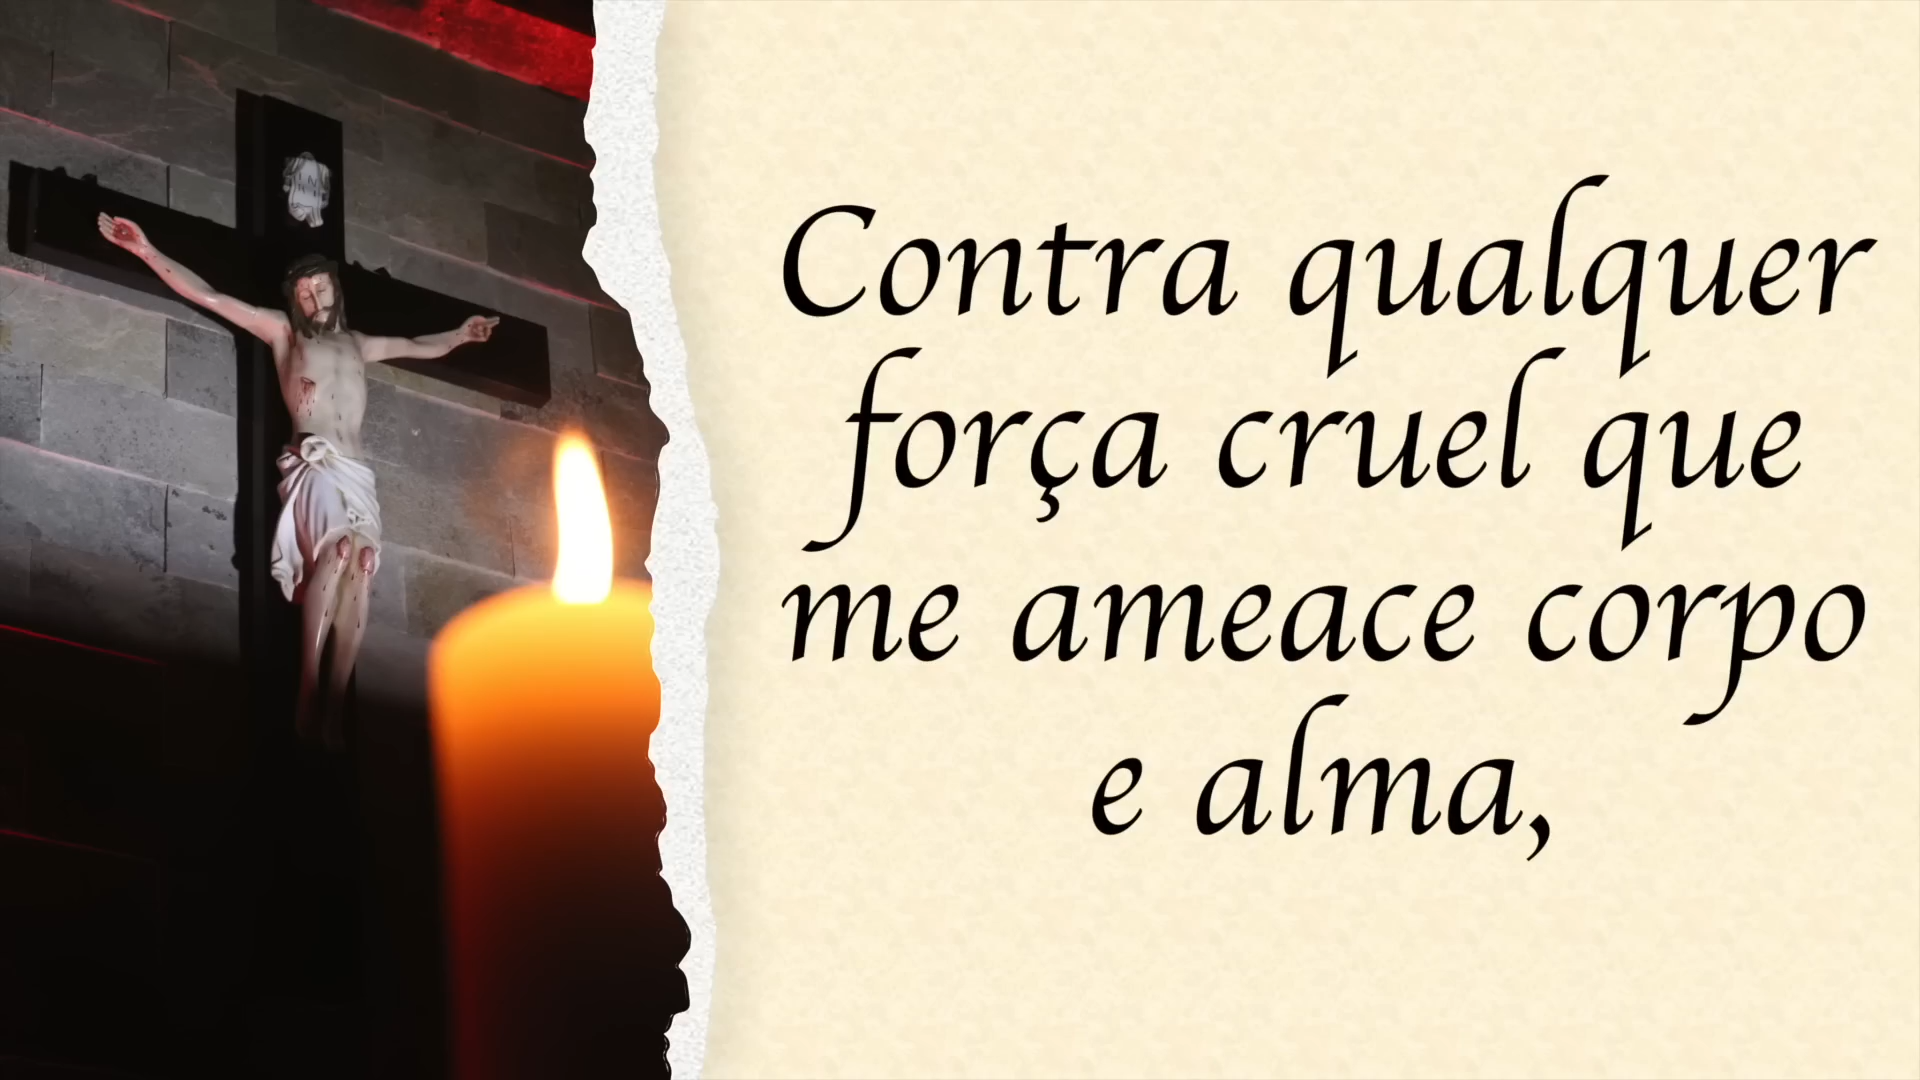 Contra qualquer
força cruel que
me ameace corpo
e alma,